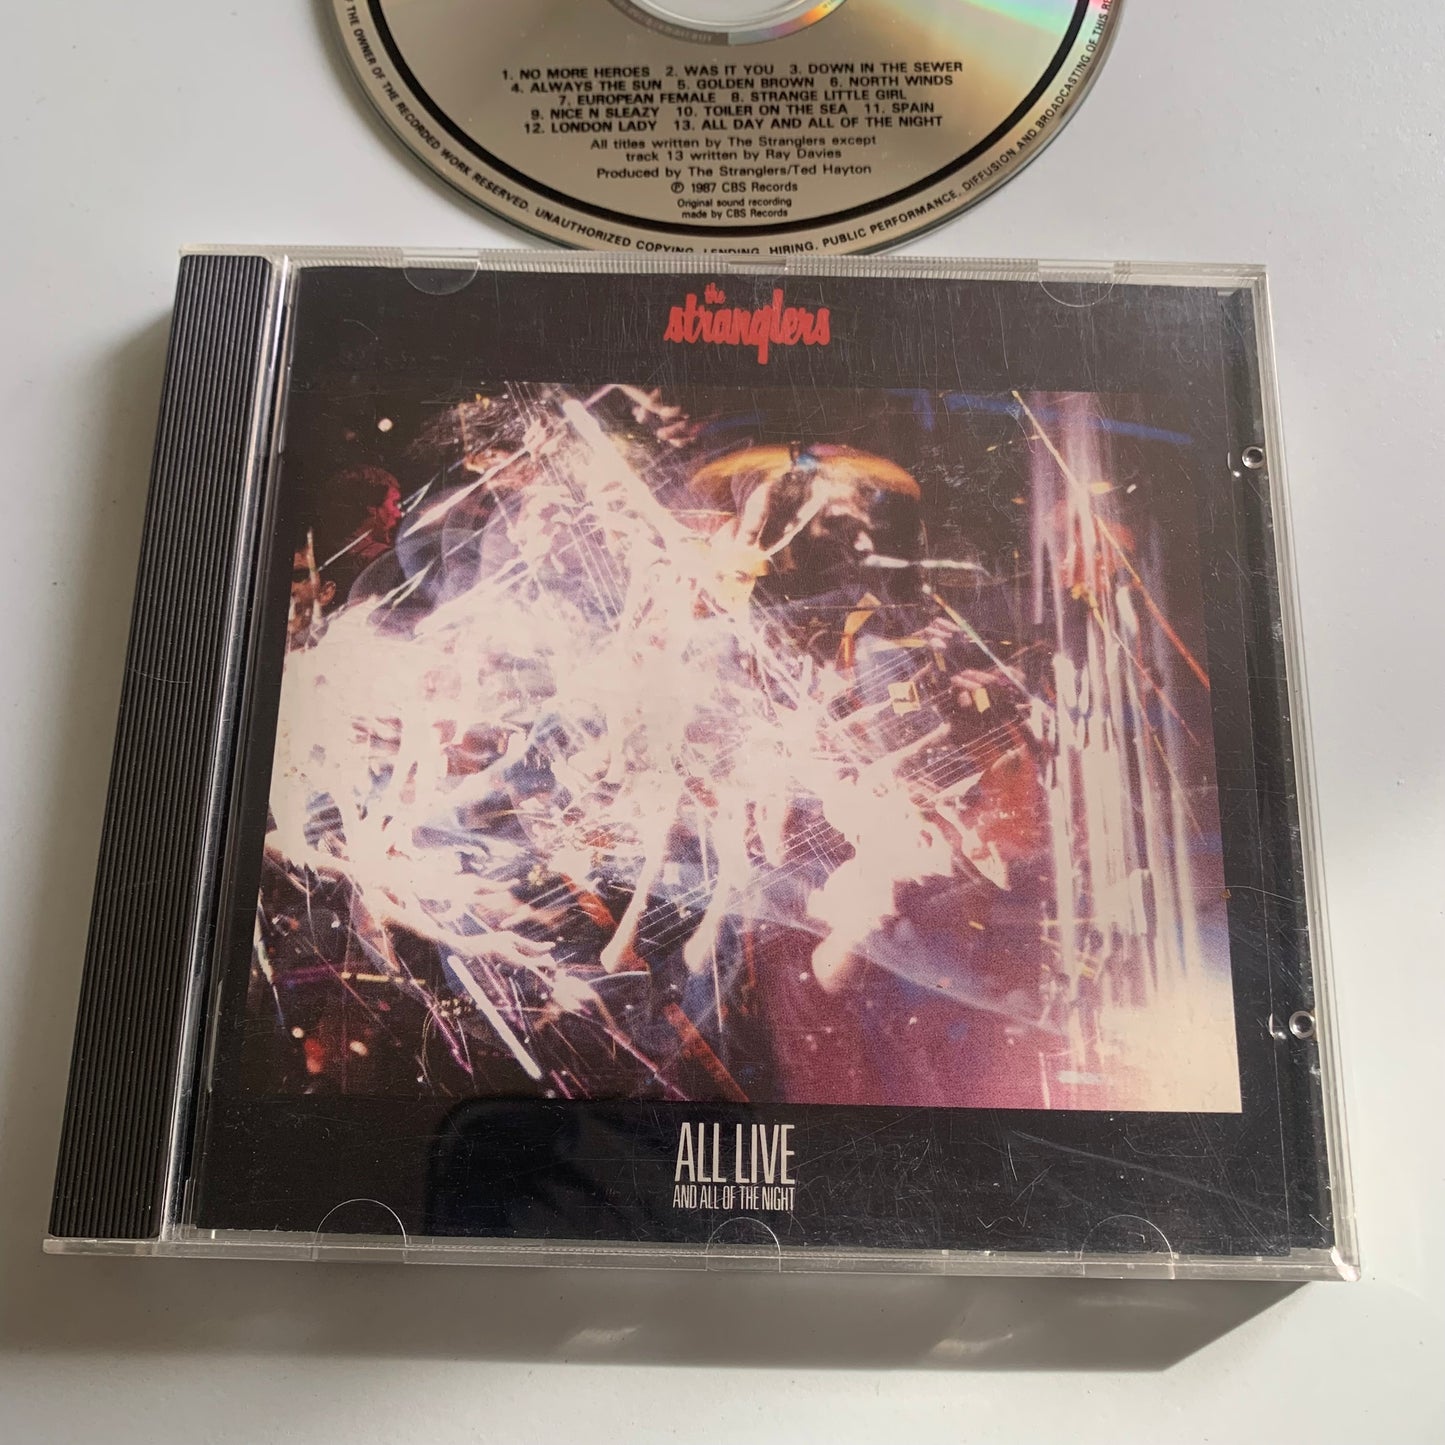 P THE OWNER OF THE RECORDED WORK RESERVED. UNAUTHORIZED COPYING, LENDING, HIRING, PUBLIC PERFORMANCE, DIFFUSION AND BROADCASTING OF THIS
1. NO MORE HEROES 2. WAS IT YOU 3. DOWN IN THE SEWER
4. ALWAYS THE SUN 5. GOLDEN BROWN 6. NORTH WINDS
7. EUROPEAN FEMALE 8. STRANGE LITTLE GIRL
9. NICE N SLEAZY 10. TOILER ON THE SEA 11. SPAIN
12. LONDON LADY 13. ALL DAY AND ALL OF THE NIGHT
All titles written by The Stranglers except
track 13 written by Ray Davies
Produced by The Stranglers/Ted Hayton
℗ 1987 CBS Records
Original sound recording
made by CBS Records
the
stranglers
ALL LIVE
AND ALL OF THE NIGHT